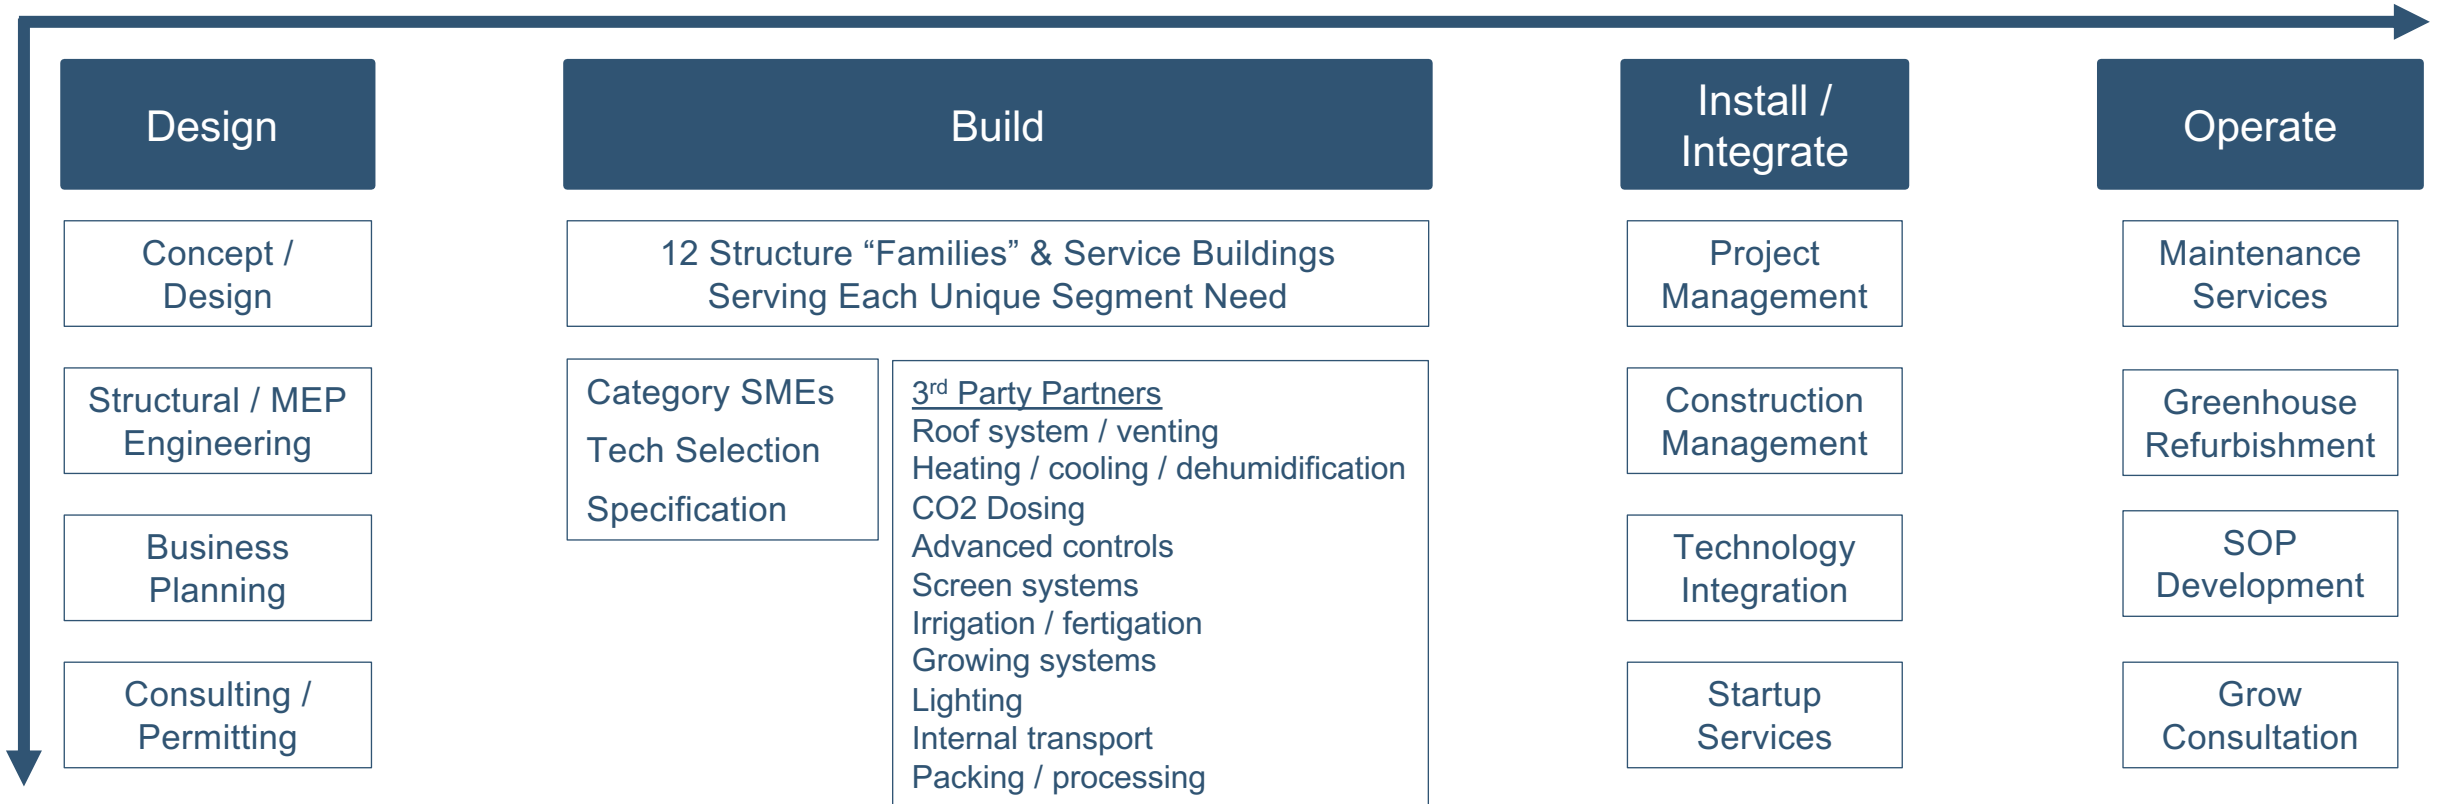 Design
Concept /
Design
Structural / MEP
Engineering
Business
Planning
Consulting /
Permitting
Build
12 Structure “Families” & Service Buildings
Serving Each Unique Segment Need
Category SMEs
Tech Selection
Specification
3rd Party Partners
Roof system / venting
Heating / cooling / dehumidification
CO2 Dosing
Advanced controls
Screen systems
Irrigation / fertigation
Growing systems
Lighting
Internal transport
Packing / processing
Install /
Integrate
Project
Management
Construction
Management
Technology
Integration
Startup
Services
Operate
Maintenance
Services
Greenhouse
Refurbishment
SOP
Development
Grow
Consultation